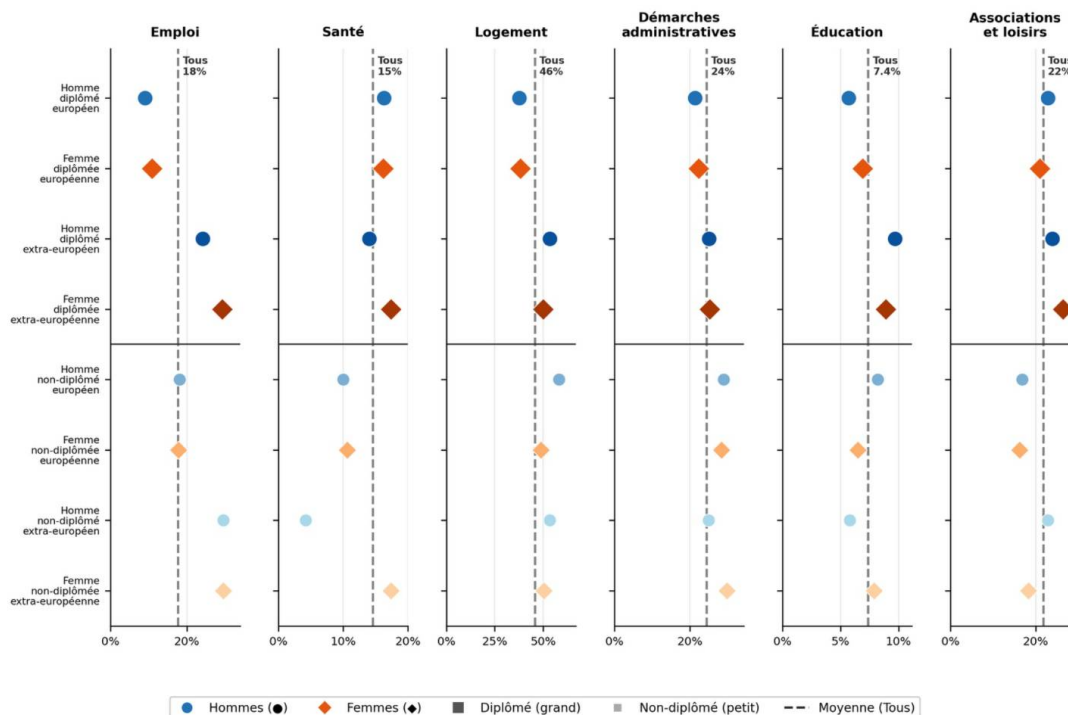 Emploi
Santé
Logement
Démarches
administratives
Éducation
Associations
et loisirs
Tous
18%
Tous
15%
Tous
46%
Tous
24%
Tous
7.4%
Tous
22%
Homme
diplômé
européen
Femme
diplômée
européenne
Homme
diplômé
extra-européen
Femme
diplômée
extra-européenne
Homme
non-diplômé
européen
Femme
non-diplômée
européenne
Homme
non-diplômé
extra-européen
Femme
non-diplômée
extra-européenne
0% 20%
0% 10% 20%
0% 25% 50%
0% 20%
0% 5% 10%
0% 20%
Hommes (●) Femmes (◆) Diplômé (grand) Non-diplômé (petit) Moyenne (Tous)